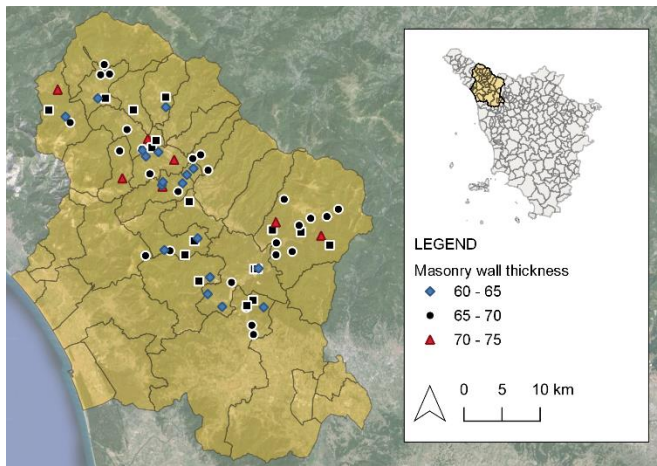 LEGEND
Masonry wall thickness
60 - 65
65 - 70
70 - 75
0 5 10 km